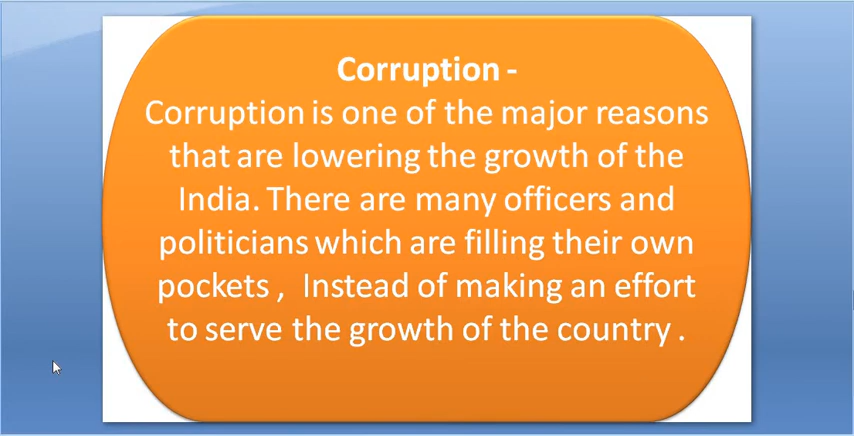 Corruption -
Corruption is one of the major reasons
that are lowering the growth of the
India. There are many officers and
politicians which are filling their own
pockets ,  Instead of making an effort
to serve the growth of the country .